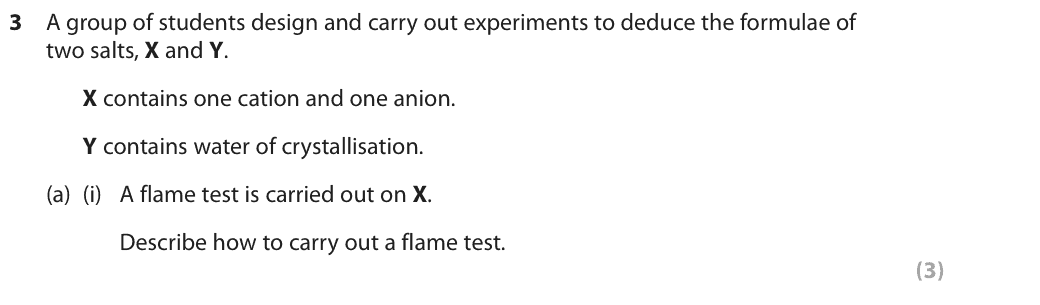 3 A group of students design and carry out experiments to deduce the formulae of
two salts, X and Y.
X contains one cation and one anion.
Y contains water of crystallisation.
(a) (i) A flame test is carried out on X.
Describe how to carry out a flame test.
(3)